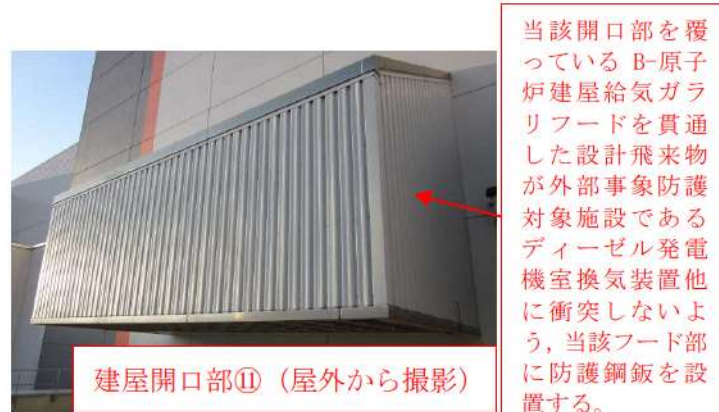 当該開口部を覆
っている B-原子
炉建屋給気ガラ
リフードを貫通
した設計飛来物
が外部事象防護
対象施設である
ディーゼル発電
機室換気装置他
に衝突しないよ
う, 当該フード部
に防護鋼鈑を設
置する。
建屋開口部⑪（屋外から撮影）